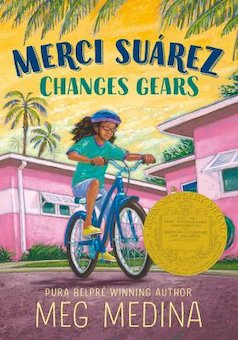 MERCI SUÁREZ
CHANGES GEARS
PURA BELPRÉ-WINNING AUTHOR
MEG MEDINA